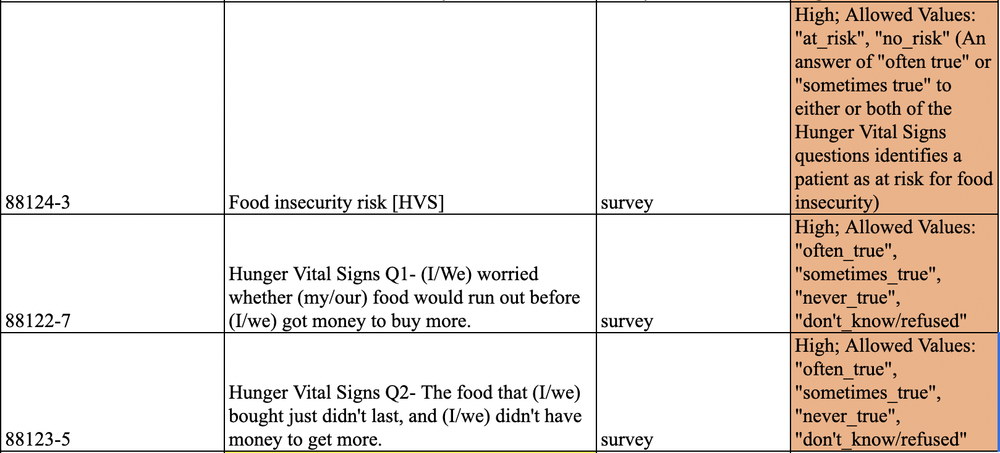 High; Allowed Values:
"at_risk", "no_risk" (An
answer of "often true" or
"sometimes true" to
either or both of the
Hunger Vital Signs
questions identifies a
patient as at risk for food
insecurity)
88124-3
Food insecurity risk [HVS]
survey
High; Allowed Values:
"often_true",
"sometimes_true",
"never_true",
"don't_know/refused"
Hunger Vital Signs Q1- (I/We) worried
whether (my/our) food would run out before
(I/we) got money to buy more.
88122-7
survey
High; Allowed Values:
"often_true",
"sometimes_true",
"never_true",
"don't_know/refused"
Hunger Vital Signs Q2- The food that (I/we)
bought just didn't last, and (I/we) didn't have
money to get more.
88123-5
survey